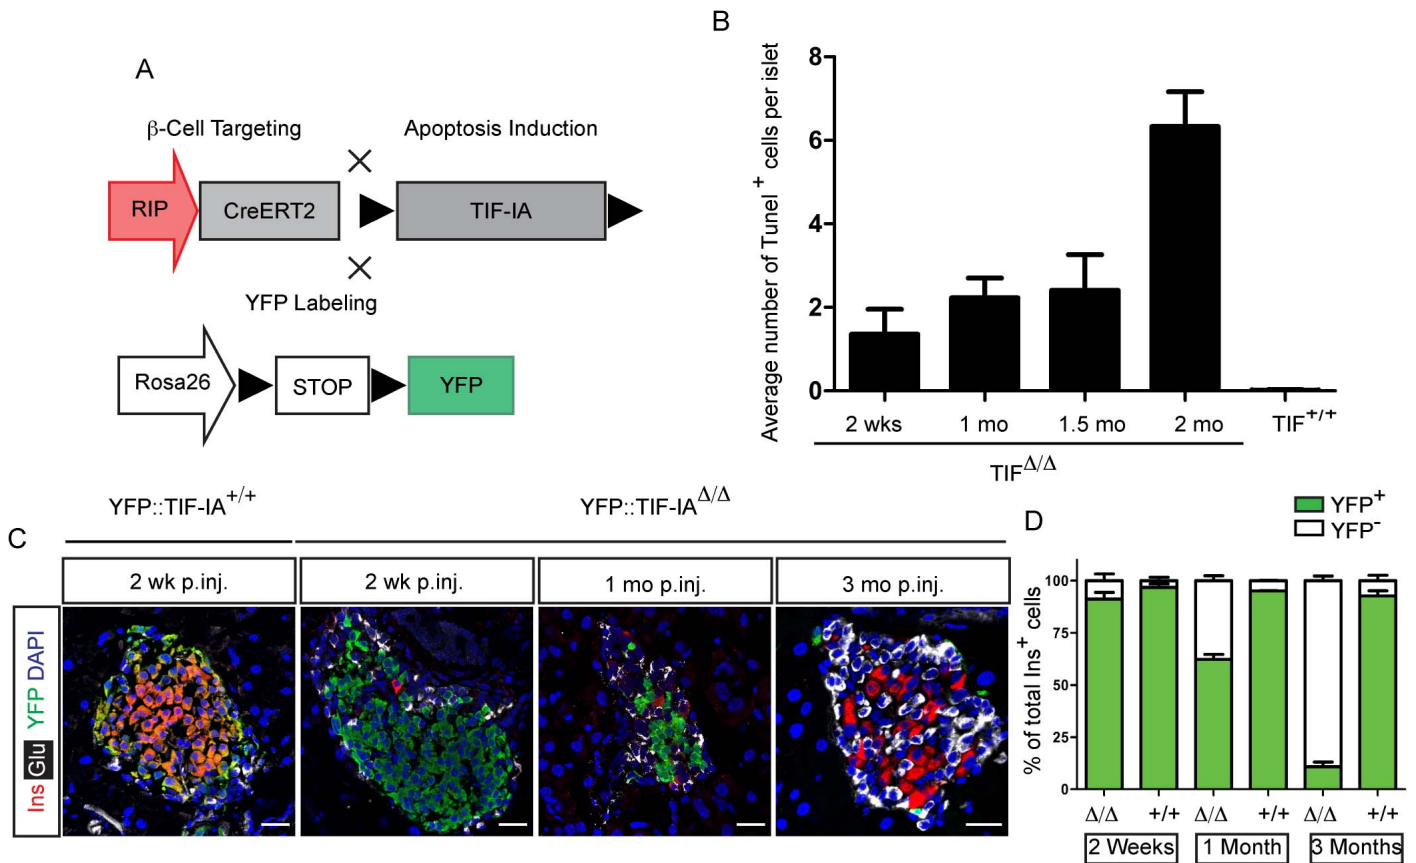 A
β-Cell Targeting
Apoptosis Induction
RIP
CreERT2
TIF-IA
YFP Labeling
Rosa26
STOP
YFP
B
Average number of Tunel+ cells per islet
8
6
4
2
0
2 wks
1 mo
1.5 mo
2 mo
TIF+/+
TIFΔ/Δ
C
YFP::TIF-IA+/+
YFP::TIF-IAΔ/Δ
2 wk p.inj.
2 wk p.inj.
1 mo p.inj.
3 mo p.inj.
Ins Glu YFP DAPI
D
YFP+
YFP-
% of total Ins+ cells
100
75
50
25
0
Δ/Δ
+/+
Δ/Δ
+/+
Δ/Δ
+/+
2 Weeks
1 Month
3 Months